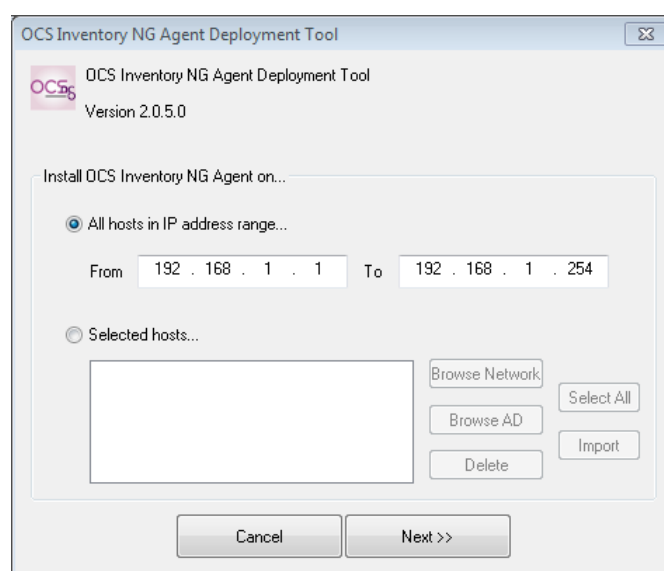 OCS Inventory NG Agent Deployment Tool
OCSng
OCS Inventory NG Agent Deployment Tool
Version 2.0.5.0
Install OCS Inventory NG Agent on...
All hosts in IP address range...
From 192 . 168 . 1 . 1 To 192 . 168 . 1 . 254
Selected hosts...
Browse Network
Select All
Browse AD
Import
Delete
Cancel Next >>